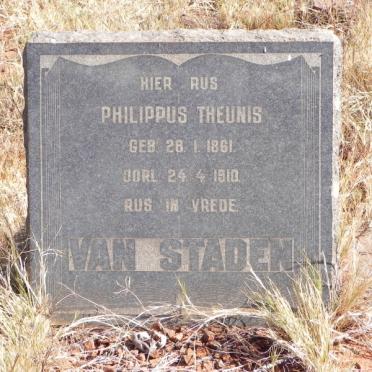 HIER RUS
PHILIPPUS THEUNIS
GEB. 28. 1. 1861.
OORL. 24. 4. 1910.
RUS IN VREDE.
VAN STADEN